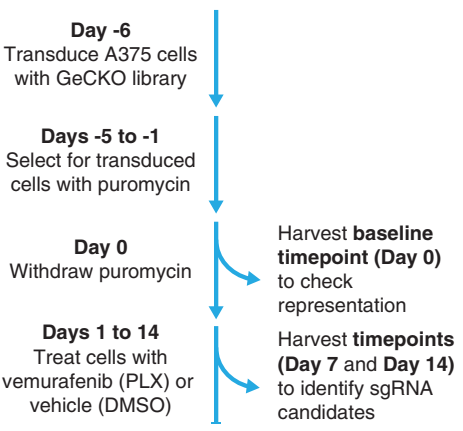 Day -6
Transduce A375 cells
with GeCKO library
Days -5 to -1
Select for transduced
cells with puromycin
Day 0
Withdraw puromycin
Harvest baseline
timepoint (Day 0)
to check
representation
Days 1 to 14
Treat cells with
vemurafenib (PLX) or
vehicle (DMSO)
Harvest timepoints
(Day 7 and Day 14)
to identify sgRNA
candidates